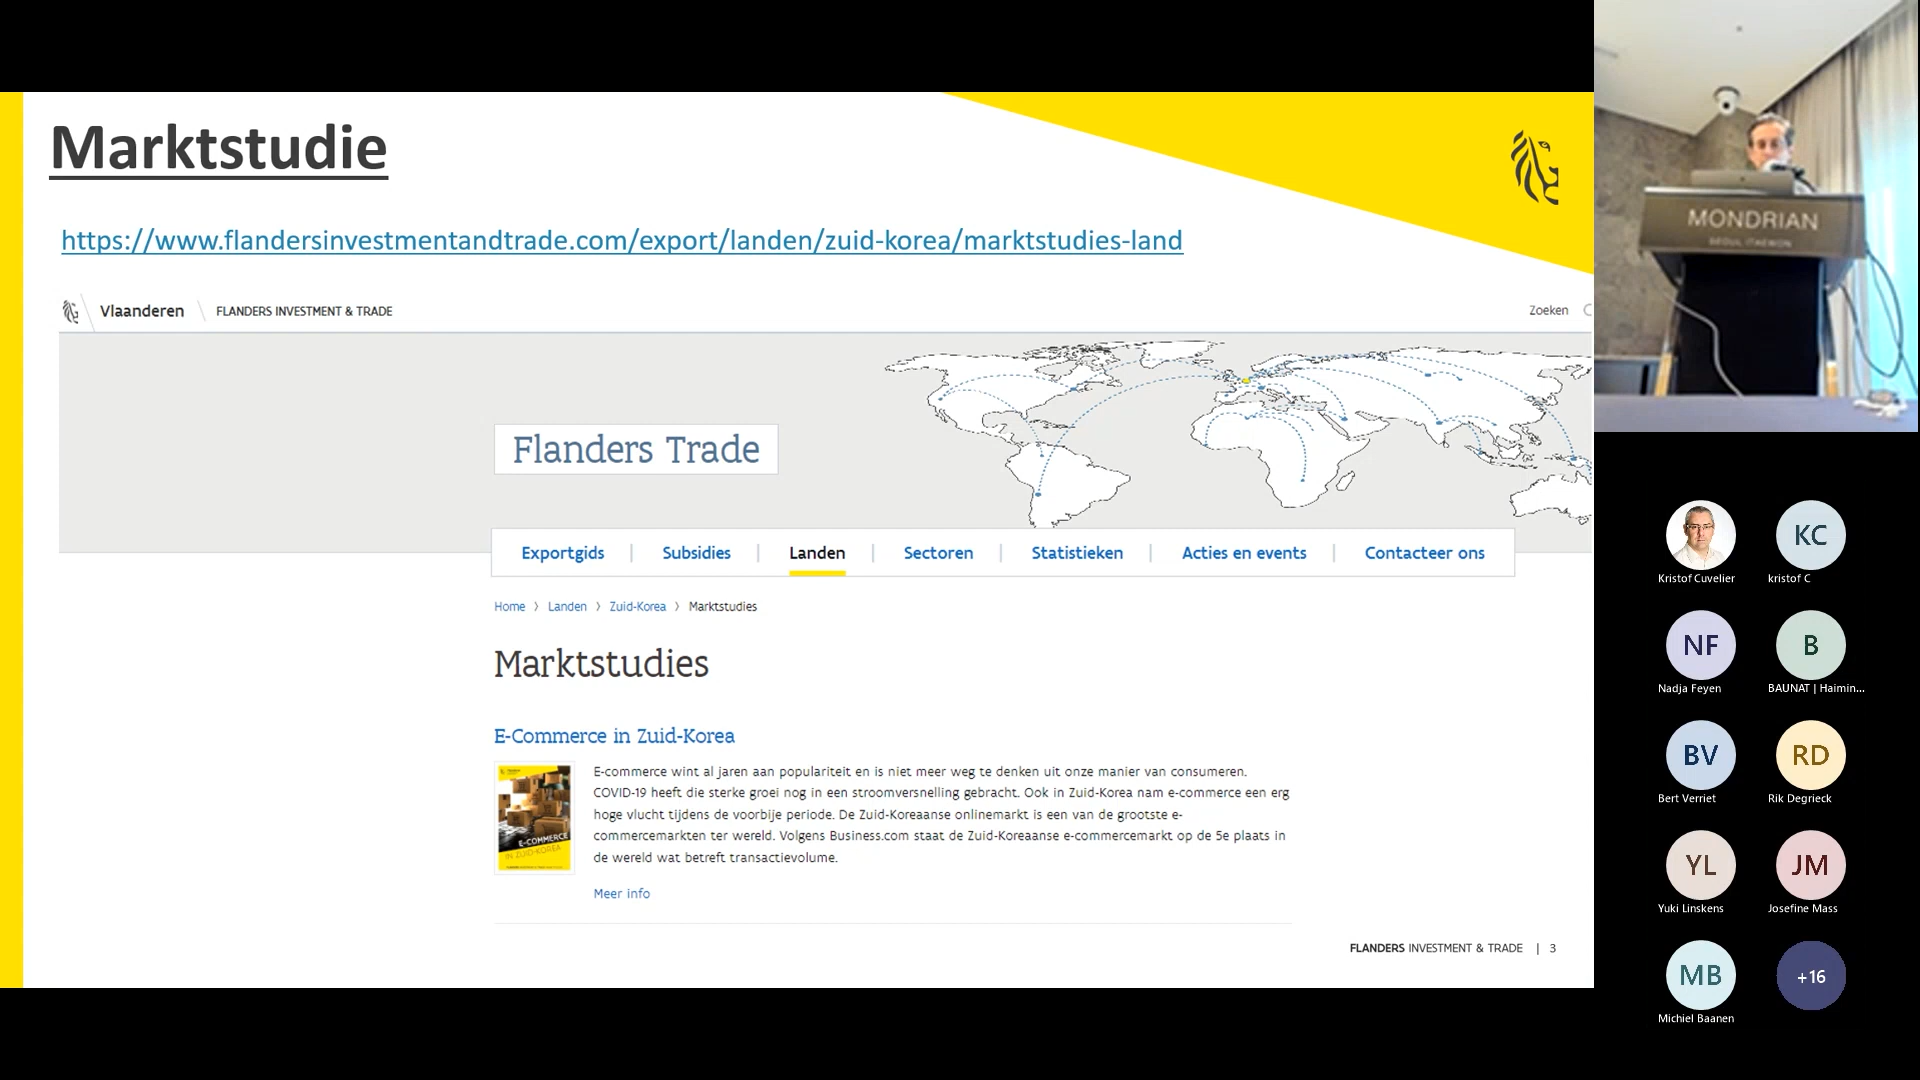 Marktstudie
https://www.flandersinvestmentandtrade.com/export/landen/zuid-korea/marktstudies-land
Vlaanderen
FLANDERS INVESTMENT & TRADE
Zoeken
Flanders Trade
Exportgids | Subsidies | Landen | Sectoren | Statistieken | Acties en events | Contacteer ons
Home > Landen > Zuid-Korea > Marktstudies
Marktstudies
E-Commerce in Zuid-Korea
E-COMMERCE
IN ZUID-KOREA
E-commerce wint al jaren aan populariteit en is niet meer weg te denken uit onze manier van consumeren.
COVID-19 heeft die sterke groei nog in een stroomversnelling gebracht. Ook in Zuid-Korea nam e-commerce een erg
hoge vlucht tijdens de voorbije periode. De Zuid-Koreaanse onlinemarkt is een van de grootste e-
commercemarkten ter wereld. Volgens Business.com staat de Zuid-Koreaanse e-commercemarkt op de 5e plaats in
de wereld wat betreft transactievolume.
Meer info
FLANDERS INVESTMENT & TRADE | 3
MONDRIAN
SEOUL ITAEWON
Kristof Cuvelier
KC
kristof C
NF
Nadja Feyen
B
BAUNAT | Haimin...
BV
Bert Verriet
RD
Rik Degrieck
YL
Yuki Linskens
JM
Josefine Mass
MB
Michiel Baanen
+16